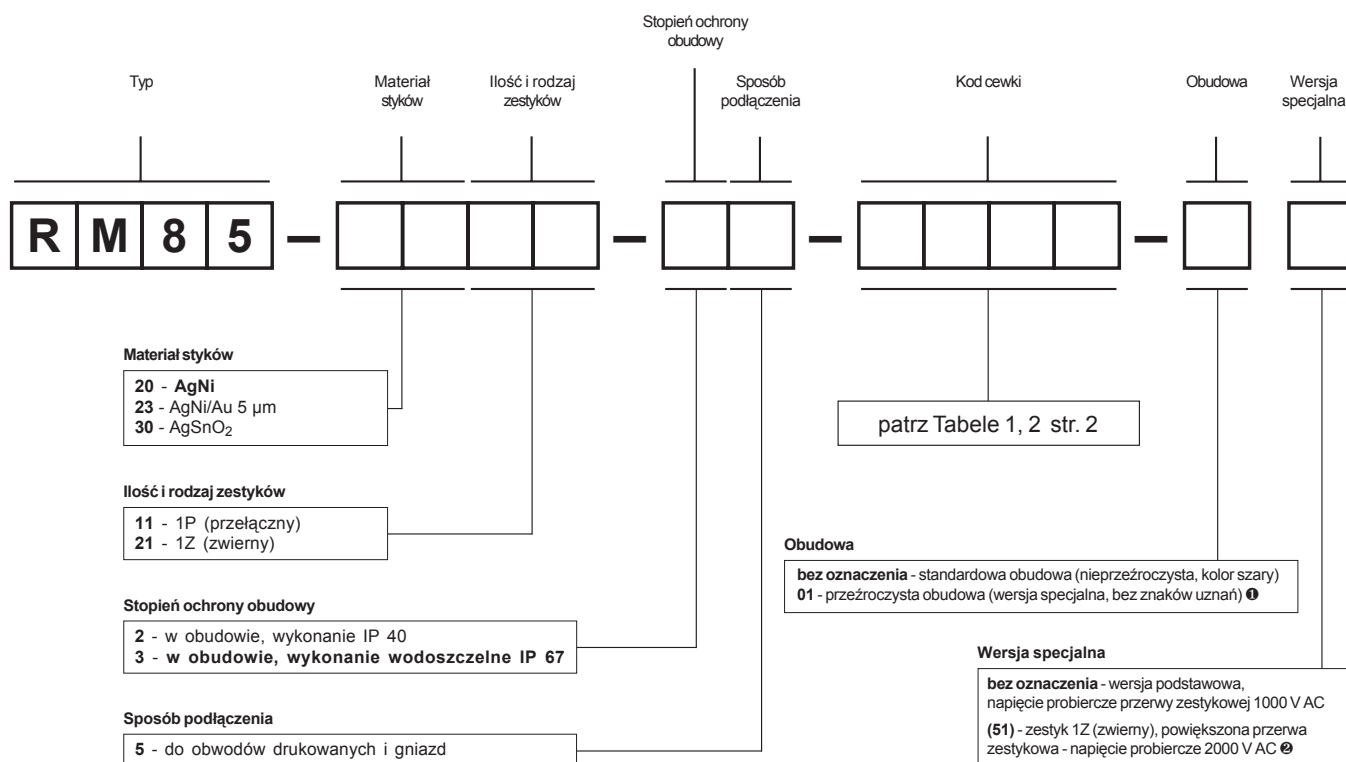 Stopień ochrony
obudowy
Typ
Materiał
styków
Ilość i rodzaj
zestyków
Sposób
podłączenia
Kod cewki
Obudowa
Wersja
specjalna
R M 8 5 – – – –
Materiał styków
20 - AgNi
23 - AgNi/Au 5 µm
30 - AgSnO₂
patrz Tabele 1, 2 str. 2
Ilość i rodzaj zestyków
11 - 1P (przełączny)
21 - 1Z (zwierny)
Obudowa
bez oznaczenia - standardowa obudowa (nieprzeźroczysta, kolor szary)
01 - przeźroczysta obudowa (wersja specjalna, bez znaków uznań) ❶
Stopień ochrony obudowy
2 - w obudowie, wykonanie IP 40
3 - w obudowie, wykonanie wodoszczelne IP 67
Wersja specjalna
bez oznaczenia - wersja podstawowa,
napięcie probiercze przerwy zestykowej 1000 V AC
(51) - zestyk 1Z (zwierny), powiększona przerwa
zestykowa - napięcie probiercze 2000 V AC ❷
Sposób podłączenia
5 - do obwodów drukowanych i gniazd